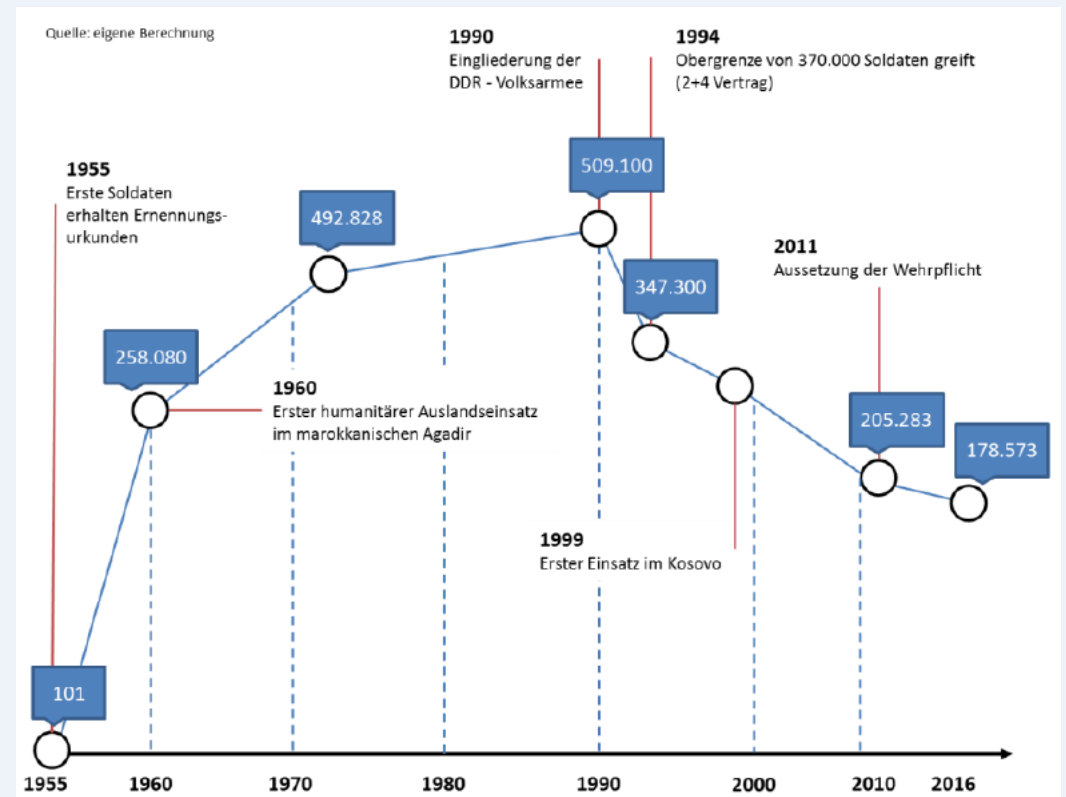 Quelle: eigene Berechnung
1990
Eingliederung der
DDR - Volksarmee
1994
Obergrenze von 370.000 Soldaten greift
(2+4 Vertrag)
1955
Erste Soldaten
erhalten Ernennungs-
urkunden
509.100
492.828
2011
Aussetzung der Wehrpflicht
347.300
258.080
1960
Erster humanitärer Auslandseinsatz
im marokkanischen Agadir
205.283
178.573
1999
Erster Einsatz im Kosovo
101
1955 1960 1970 1980 1990 2000 2010 2016